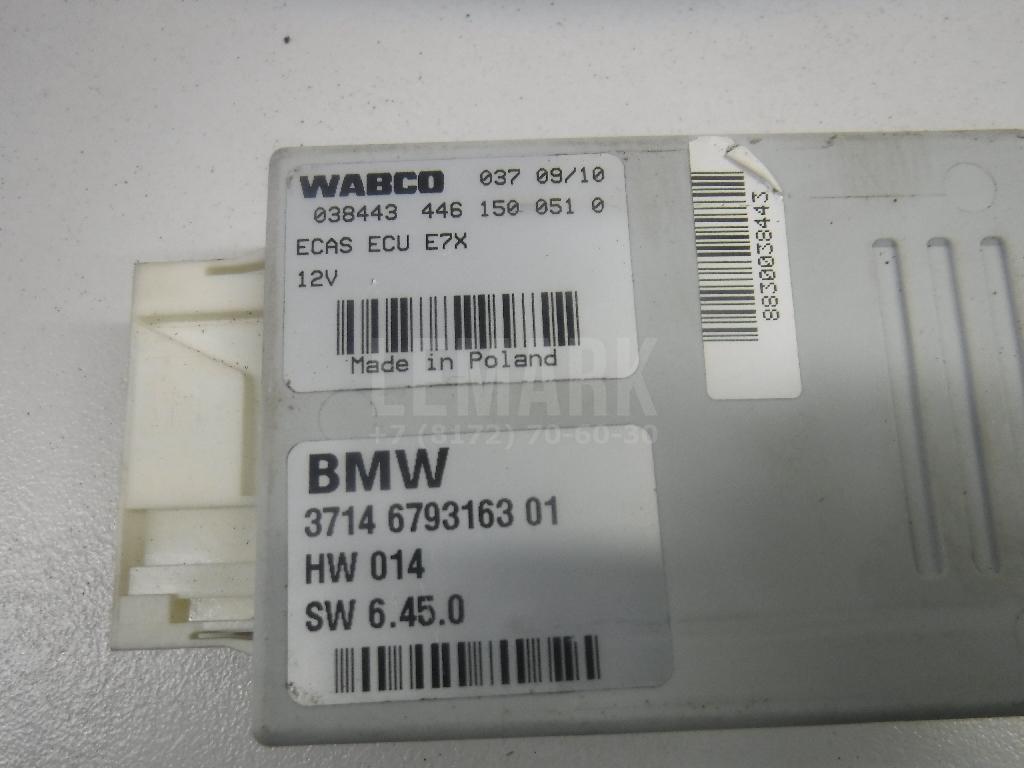 WABCO 037 09/10
038443 446 150 051 0
ECAS ECU E7X
12V
Made in Poland
8830038443
LEMARK
+7 (8172) 70-60-30
BMW
3714 6793163 01
HW 014
SW 6.45.0